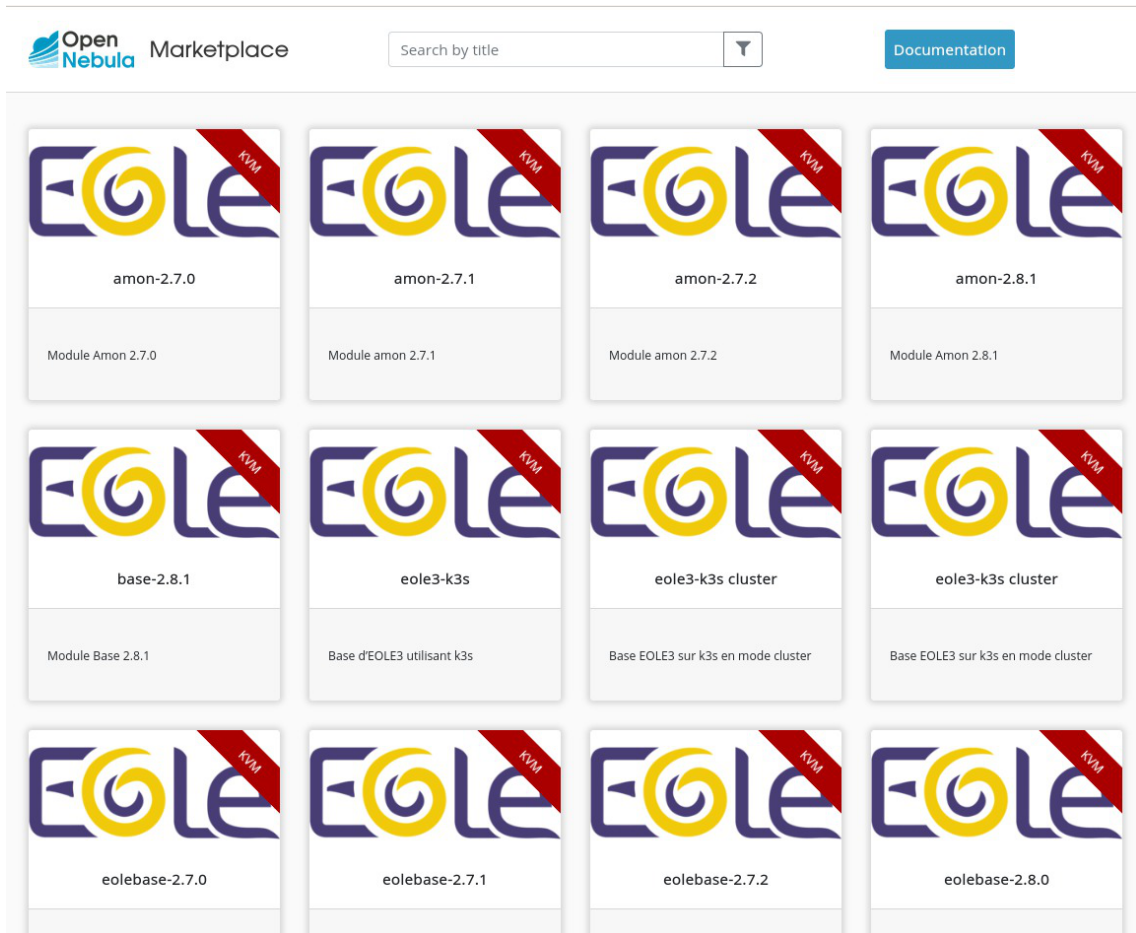 Open
Nebula Marketplace
Search by title
Documentation
EOLE KVM
EOLE KVM
EOLE KVM
EOLE KVM
amon-2.7.0
amon-2.7.1
amon-2.7.2
amon-2.8.1
Module Amon 2.7.0
Module amon 2.7.1
Module amon 2.7.2
Module Amon 2.8.1
EOLE KVM
EOLE KVM
EOLE KVM
EOLE KVM
base-2.8.1
eole3-k3s
eole3-k3s cluster
eole3-k3s cluster
Module Base 2.8.1
Base d'EOLE3 utilisant k3s
Base EOLE3 sur k3s en mode cluster
Base EOLE3 sur k3s en mode cluster
EOLE KVM
EOLE KVM
EOLE KVM
EOLE KVM
eolebase-2.7.0
eolebase-2.7.1
eolebase-2.7.2
eolebase-2.8.0